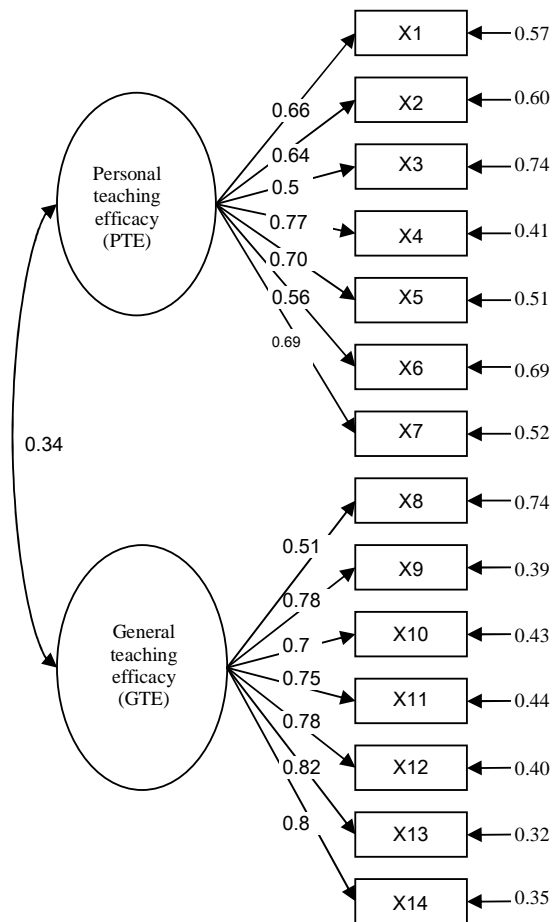 X1
0.57
0.66
X2
0.60
0.64
X3
0.74
0.5
Personal
teaching
efficacy
(PTE)
X4
0.41
0.77
X5
0.51
0.70
X6
0.69
0.56
X7
0.52
0.69
0.34
X8
0.74
0.51
X9
0.39
0.78
X10
0.43
0.7
General
teaching
efficacy
(GTE)
X11
0.44
0.75
X12
0.40
0.78
X13
0.32
0.82
X14
0.35
0.8